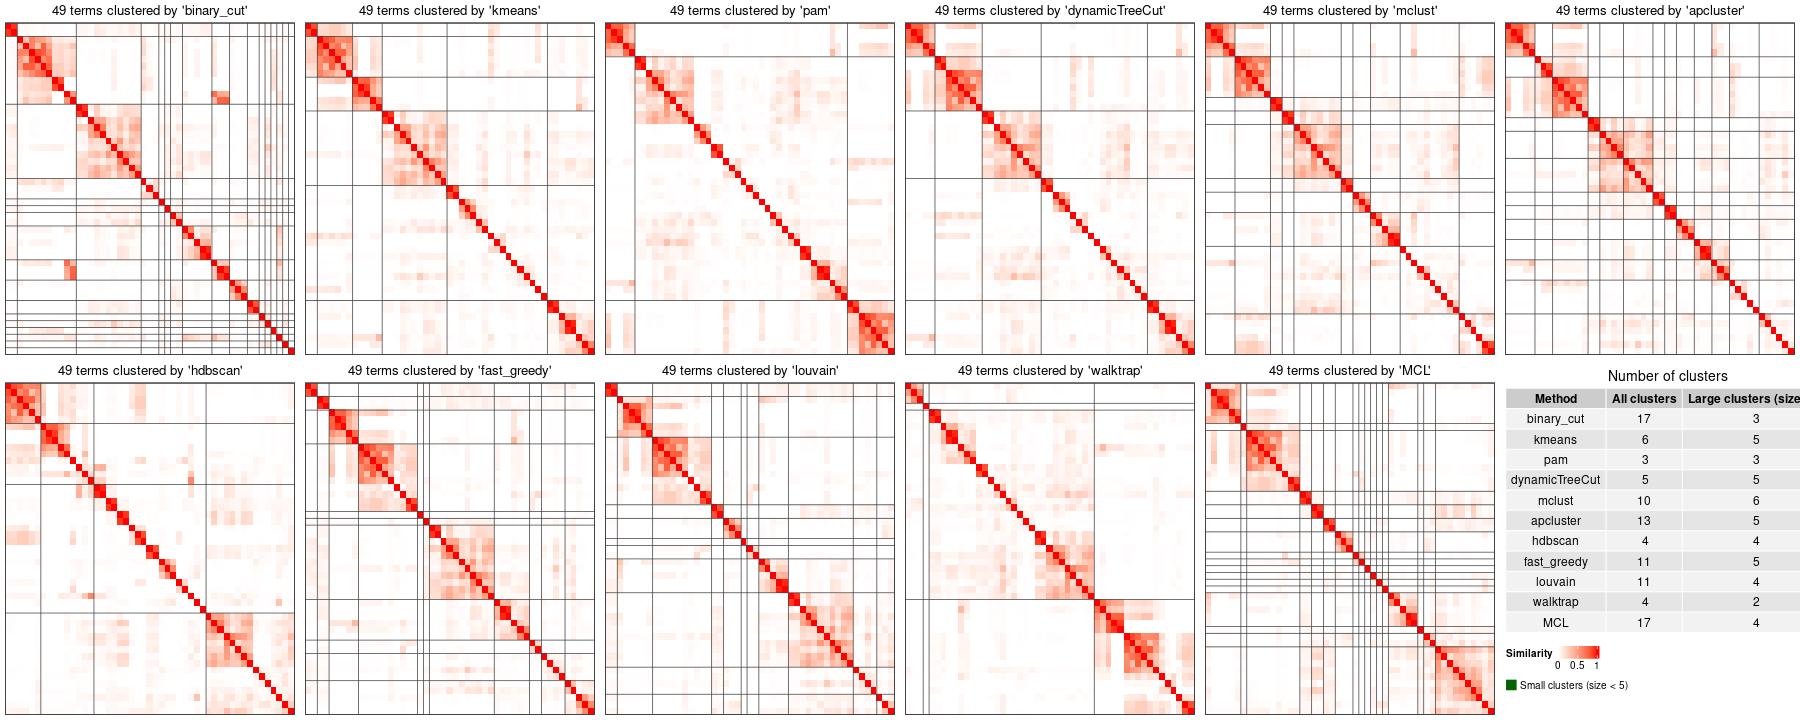 49 terms clustered by 'binary_cut'
49 terms clustered by 'kmeans'
49 terms clustered by 'pam'
49 terms clustered by 'dynamicTreeCut'
49 terms clustered by 'mclust'
49 terms clustered by 'apcluster'
49 terms clustered by 'hdbscan'
49 terms clustered by 'fast_greedy'
49 terms clustered by 'louvain'
49 terms clustered by 'walktrap'
49 terms clustered by 'MCL'
Number of clusters
Method All clusters Large clusters (size
binary_cut 17 3
kmeans 6 5
pam 3 3
dynamicTreeCut 5 5
mclust 10 6
apcluster 13 5
hdbscan 4 4
fast_greedy 11 5
louvain 11 4
walktrap 4 2
MCL 17 4
Similarity
0 0.5 1
Small clusters (size < 5)